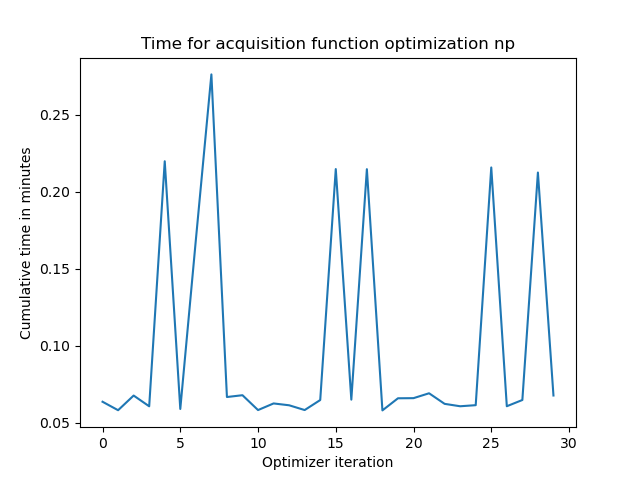 Time for acquisition function optimization np
Cumulative time in minutes
0.25
0.20
0.15
0.10
0.05
0 5 10 15 20 25 30
Optimizer iteration